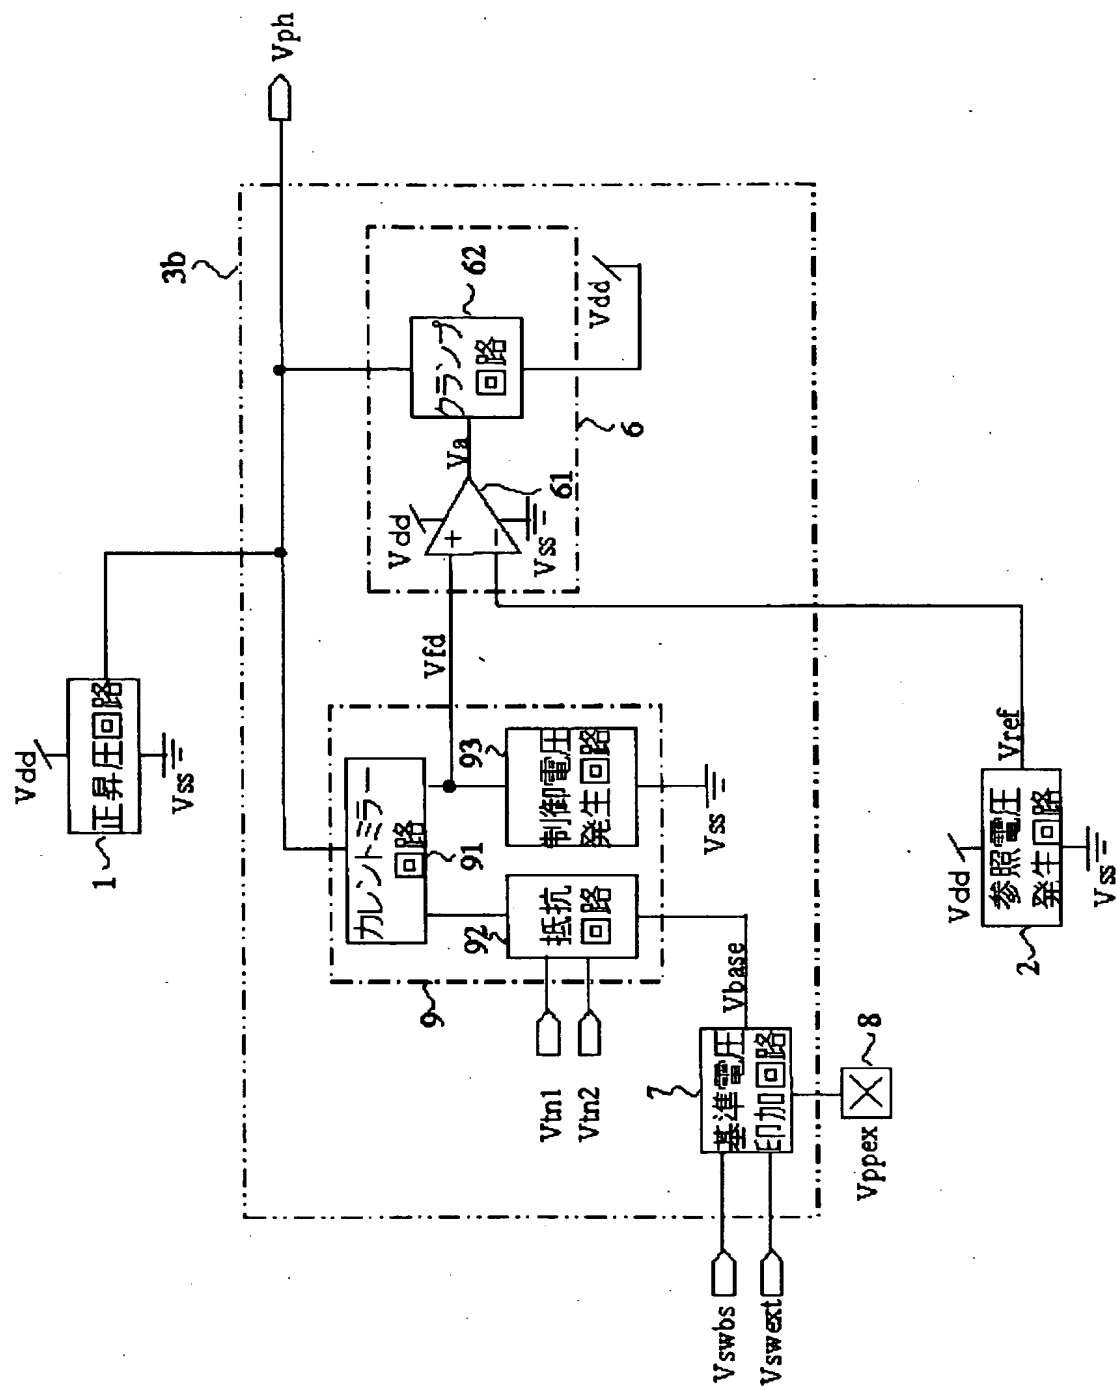 Vdd
正昇圧回路
1
Vss
Vph
3b
カレントミラー
回路
91
92
抵抗
回路
93
制御電圧
発生回路
Vss
9
Vfd
Vdd
+
−
Vss
61
Va
クランプ
回路
62
Vdd
6
Vtn1
Vtn2
Vbase
7
基準電圧
印加回路
Vswbs
Vswext
8
Vppex
Vref
Vdd
参照電圧
発生回路
2
Vss